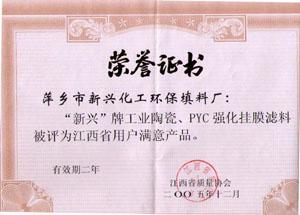 荣誉证书
萍乡市新兴化工环保填料厂：
“新兴”牌工业陶瓷、PYC强化挂膜滤料
被评为江西省用户满意产品。
有效期二年
江西省质量协会
二〇〇五年十二月